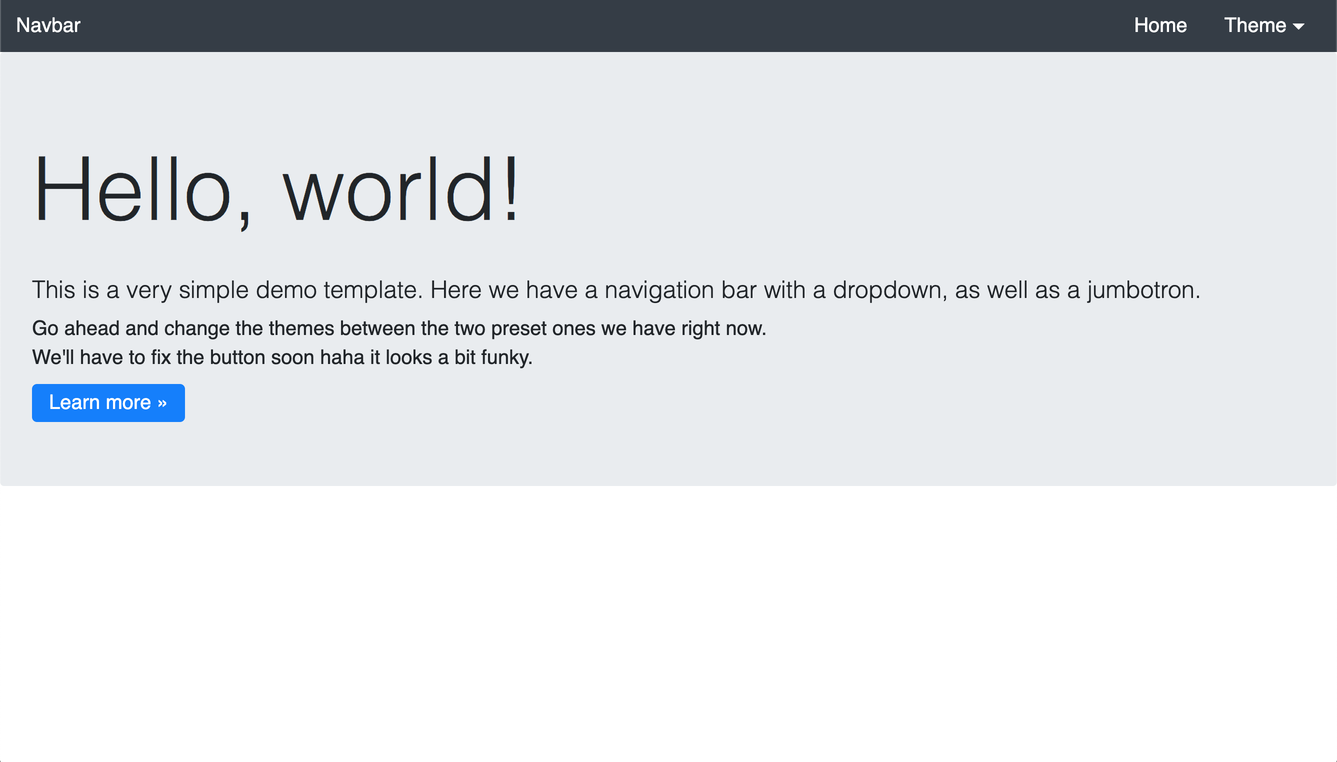 Navbar
Home
Theme
Hello, world!
This is a very simple demo template. Here we have a navigation bar with a dropdown, as well as a jumbotron.
Go ahead and change the themes between the two preset ones we have right now.
We'll have to fix the button soon haha it looks a bit funky.
Learn more »